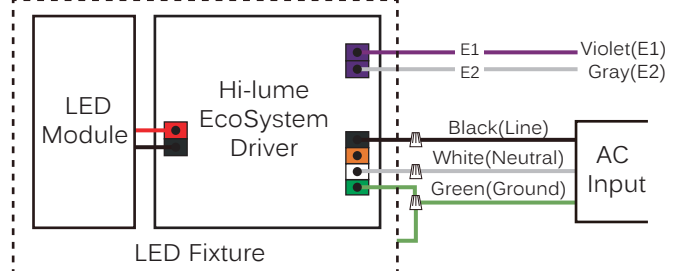 E1
Violet(E1)
E2
Gray(E2)
Hi-lume
EcoSystem
Driver
LED
Module
Black(Line)
White(Neutral)
Green(Ground)
AC
Input
LED Fixture